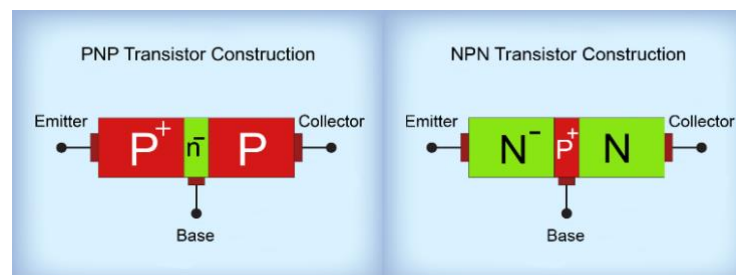 PNP Transistor Construction
Emitter
P⁺
n⁻
P
Collector
Base
NPN Transistor Construction
Emitter
N⁻
P⁺
N
Collector
Base